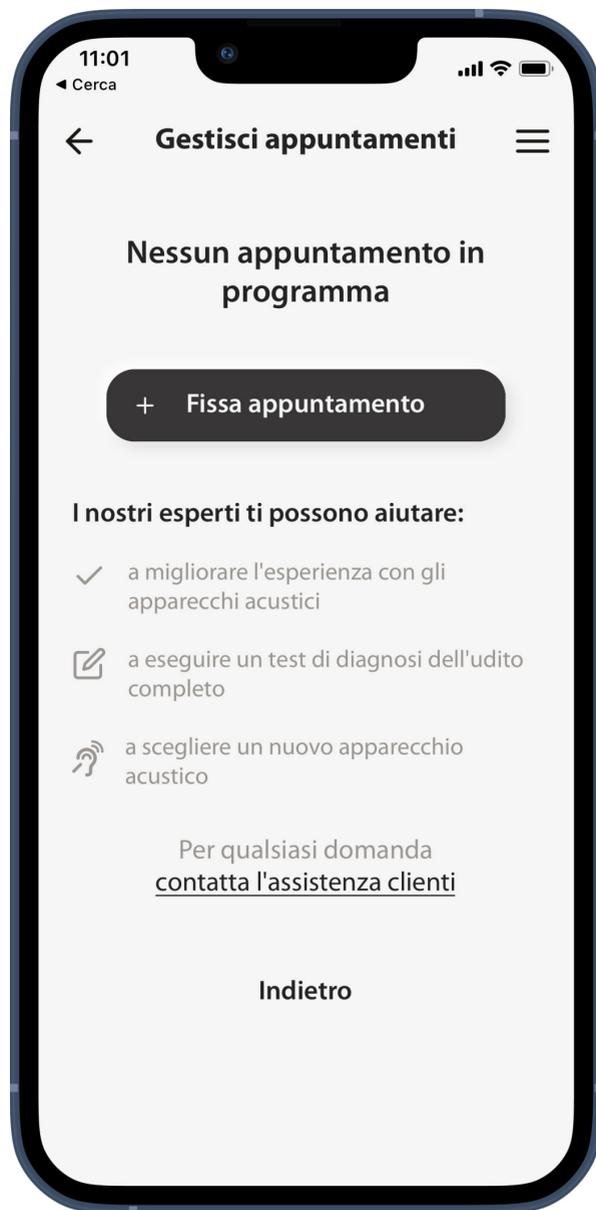 11:01
◀ Cerca
Gestisci appuntamenti
Nessun appuntamento in
programma
+ Fissa appuntamento
I nostri esperti ti possono aiutare:
a migliorare l'esperienza con gli
apparecchi acustici
a eseguire un test di diagnosi dell'udito
completo
a scegliere un nuovo apparecchio
acustico
Per qualsiasi domanda
contatta l'assistenza clienti
Indietro